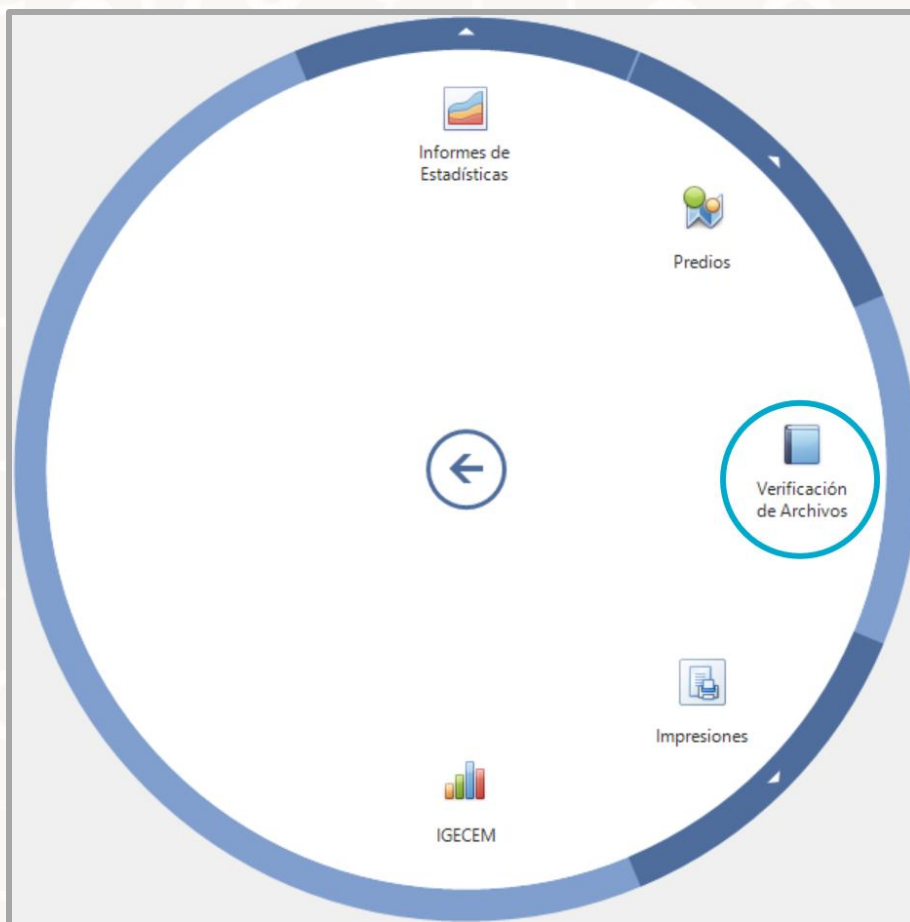 Informes de
Estadísticas
Predios
Verificación
de Archivos
Impresiones
IGECEM